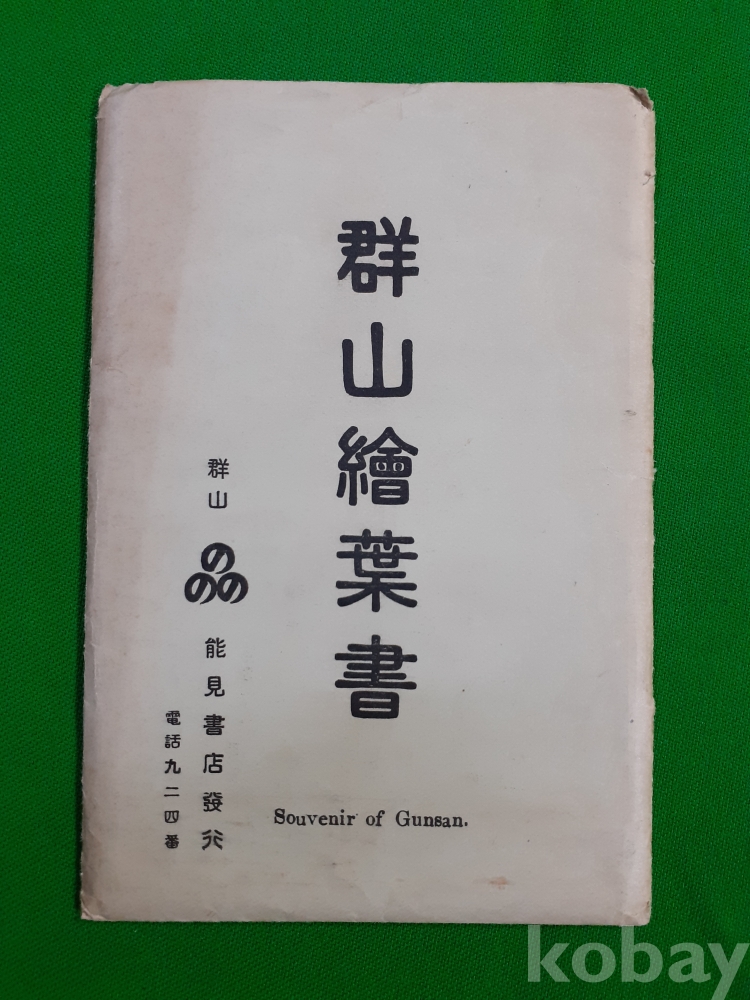 群山繪葉書
群山
の
のの
能見書店發行
電話九二四番
Souvenir of Gunsan.
kobay